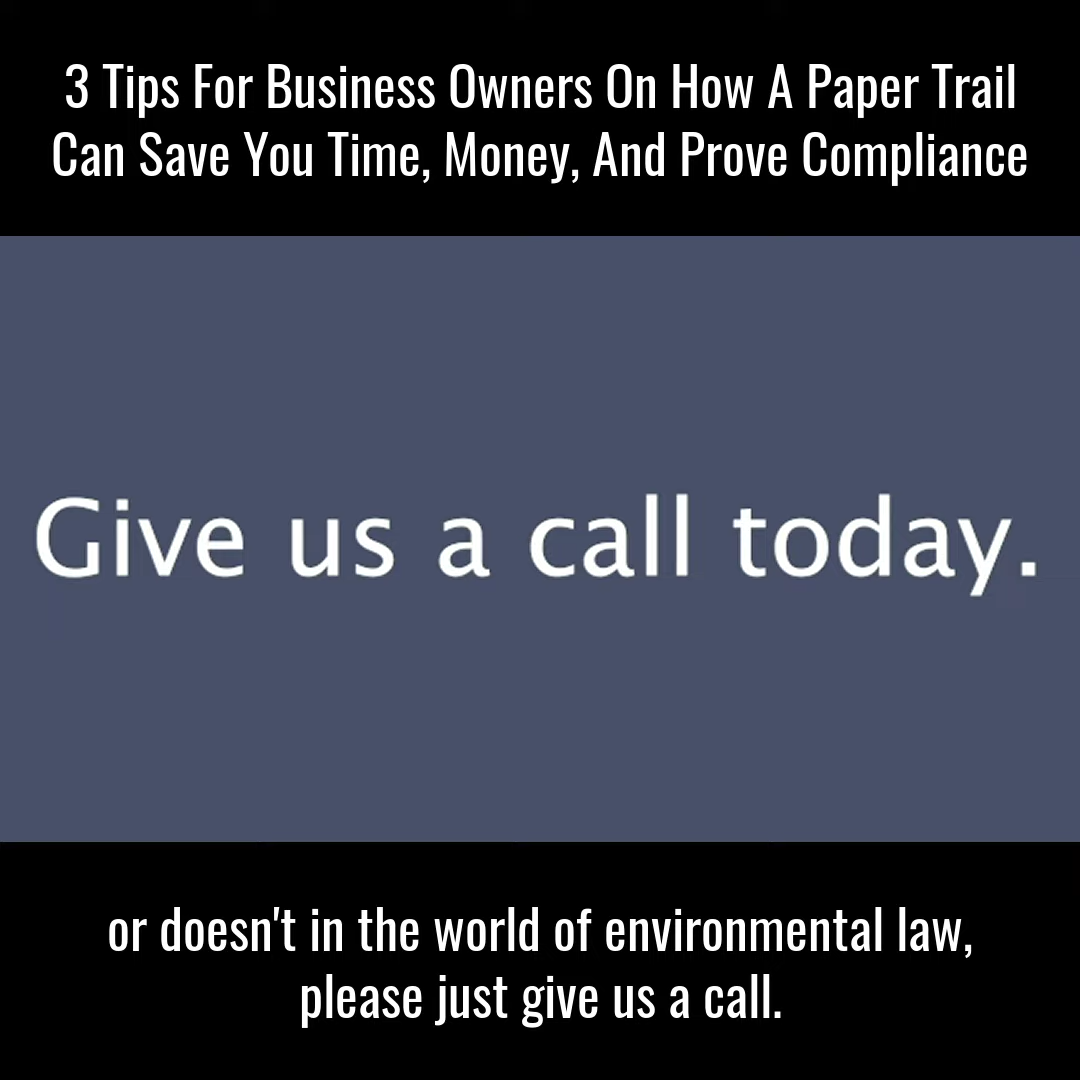 3 Tips For Business Owners On How A Paper Trail
Can Save You Time, Money, And Prove Compliance
Give us a call today.
or doesn't in the world of environmental law,
please just give us a call.